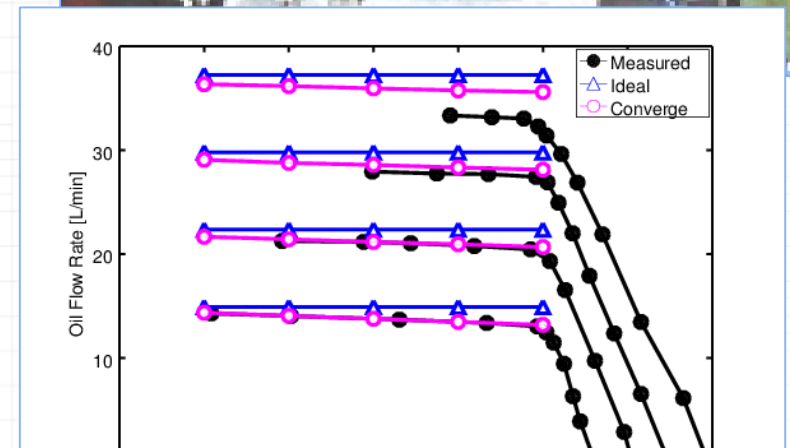 40
Measured
Ideal
Converge
30
Oil Flow Rate [L/min]
20
10